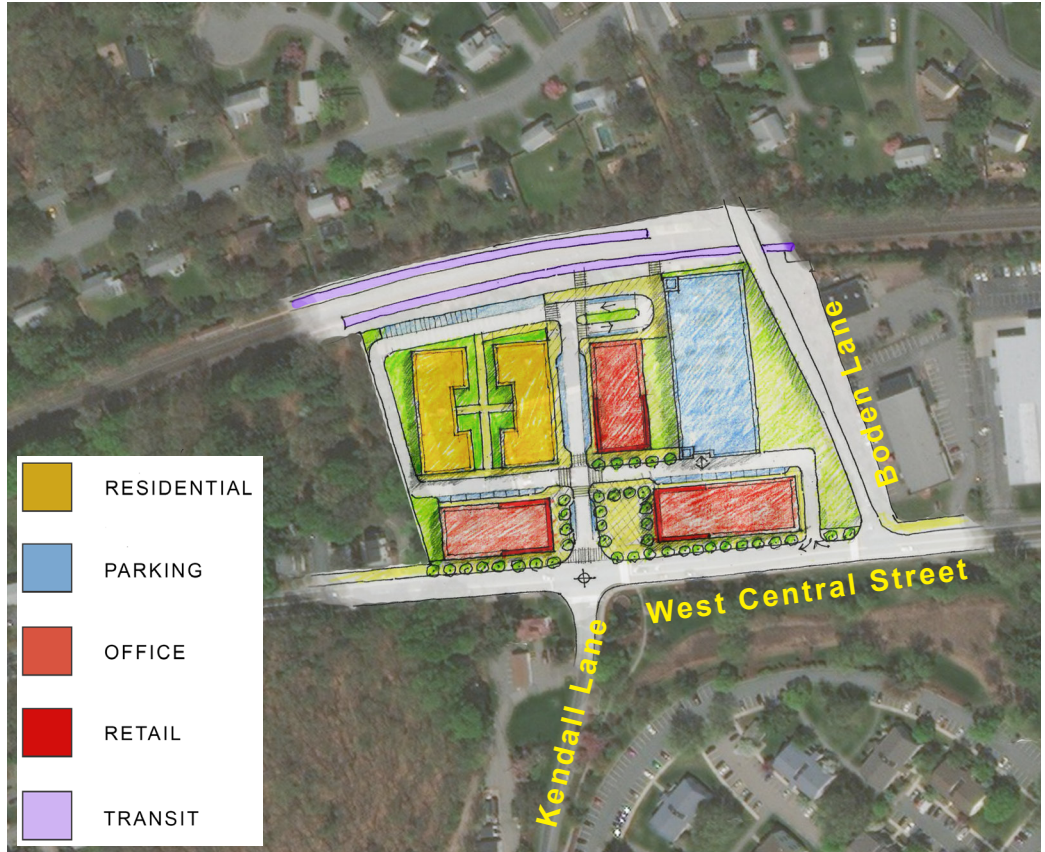 Boden Lane
RESIDENTIAL
PARKING
West Central Street
OFFICE
Kendall Lane
RETAIL
TRANSIT